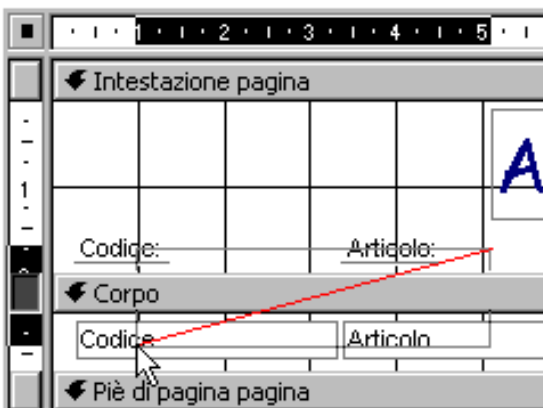 1 2 3 4 5
Intestazione pagina
A
1
Codice: Articolo:
Corpo
Codice Articolo
Piè di pagina pagina